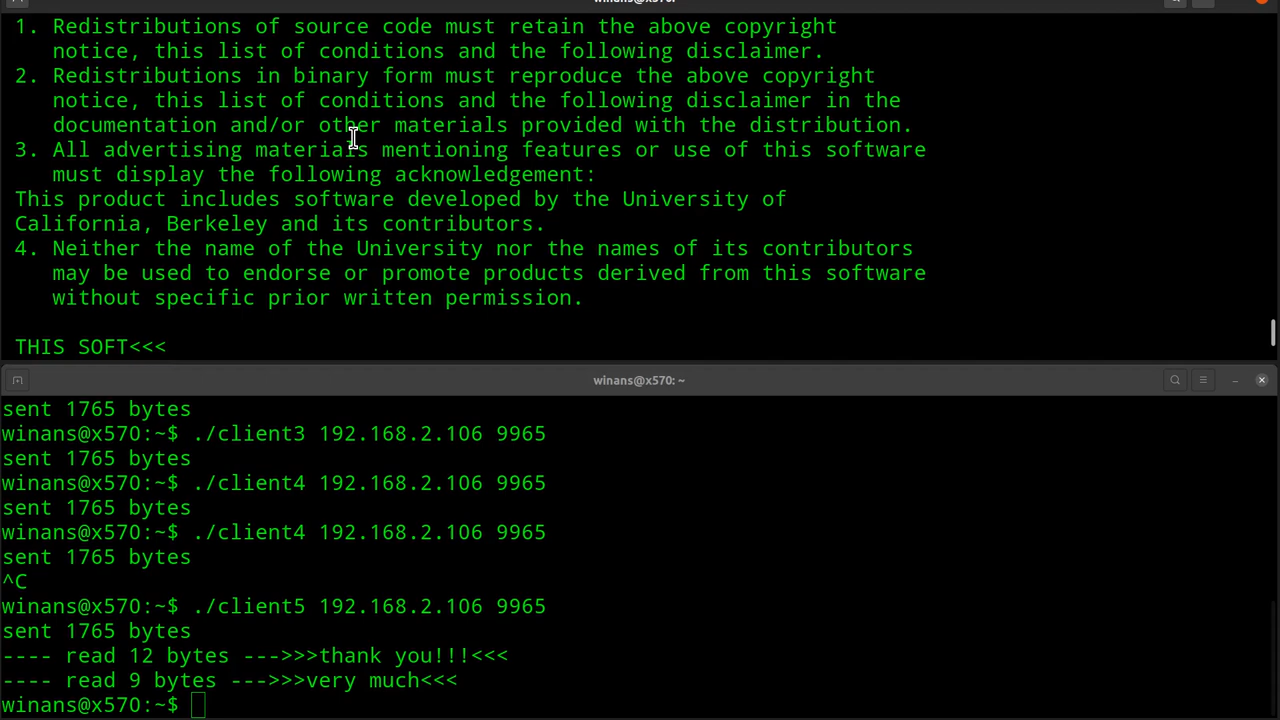 1. Redistributions of source code must retain the above copyright
notice, this list of conditions and the following disclaimer.
2. Redistributions in binary form must reproduce the above copyright
notice, this list of conditions and the following disclaimer in the
documentation and/or other materials provided with the distribution.
3. All advertising materials mentioning features or use of this software
must display the following acknowledgement:
This product includes software developed by the University of
California, Berkeley and its contributors.
4. Neither the name of the University nor the names of its contributors
may be used to endorse or promote products derived from this software
without specific prior written permission.
THIS SOFT<<<
winans@x570: ~
sent 1765 bytes
winans@x570:~$ ./client3 192.168.2.106 9965
sent 1765 bytes
winans@x570:~$ ./client4 192.168.2.106 9965
sent 1765 bytes
winans@x570:~$ ./client4 192.168.2.106 9965
sent 1765 bytes
^C
winans@x570:~$ ./client5 192.168.2.106 9965
sent 1765 bytes
---- read 12 bytes --->>>thank you!!!<<<
---- read 9 bytes --->>>very much<<<
winans@x570:~$